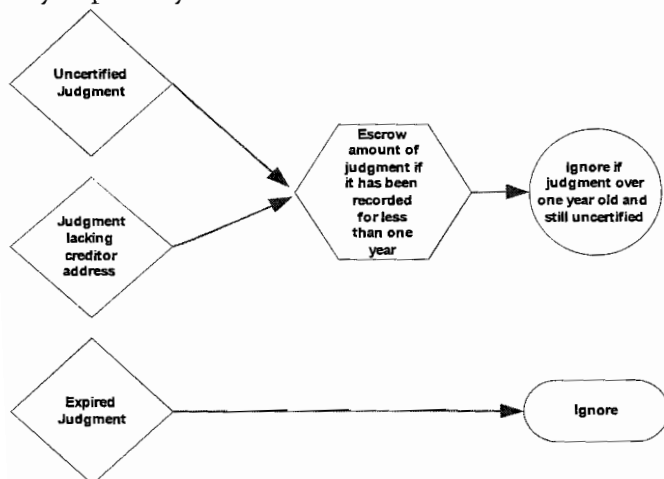 Uncertified
Judgment
Judgment
lacking
creditor
address
Escrow
amount of
judgment if
it has been
recorded
for less
than one
year
Ignore if
judgment over
one year old and
still uncertified
Expired
Judgment
Ignore